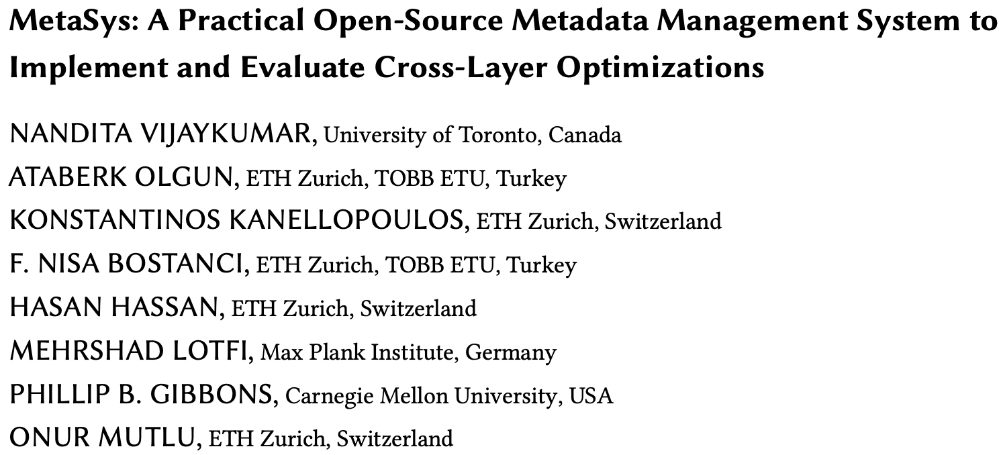 MetaSys: A Practical Open-Source Metadata Management System to
Implement and Evaluate Cross-Layer Optimizations
NANDITA VIJAYKUMAR, University of Toronto, Canada
ATABERK OLGUN, ETH Zurich, TOBB ETU, Turkey
KONSTANTINOS KANELLOPOULOS, ETH Zurich, Switzerland
F. NISA BOSTANCI, ETH Zurich, TOBB ETU, Turkey
HASAN HASSAN, ETH Zurich, Switzerland
MEHRSHAD LOTFI, Max Plank Institute, Germany
PHILLIP B. GIBBONS, Carnegie Mellon University, USA
ONUR MUTLU, ETH Zurich, Switzerland